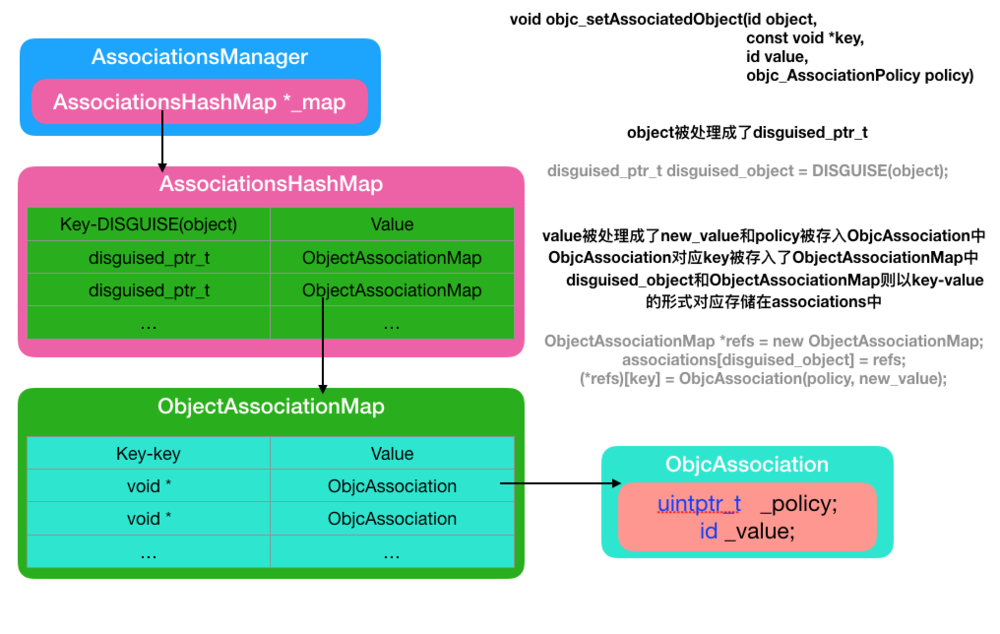 void objc_setAssociatedObject(id object,
const void *key,
id value,
objc_AssociationPolicy policy)
AssociationsManager
AssociationsHashMap *_map
object被处理成了disguised_ptr_t
disguised_ptr_t disguised_object = DISGUISE(object);
AssociationsHashMap
Key-DISGUISE(object) Value
disguised_ptr_t ObjectAssociationMap
disguised_ptr_t ObjectAssociationMap
… …
value被处理成了new_value和policy被存入ObjcAssociation中
ObjcAssociation对应key被存入了ObjectAssociationMap中
disguised_object和ObjectAssociationMap则以key-value
的形式对应存储在associations中
ObjectAssociationMap *refs = new ObjectAssociationMap;
associations[disguised_object] = refs;
(*refs)[key] = ObjcAssociation(policy, new_value);
ObjectAssociationMap
Key-key Value
void * ObjcAssociation
void * ObjcAssociation
… …
ObjcAssociation
uintptr_t _policy;
id _value;